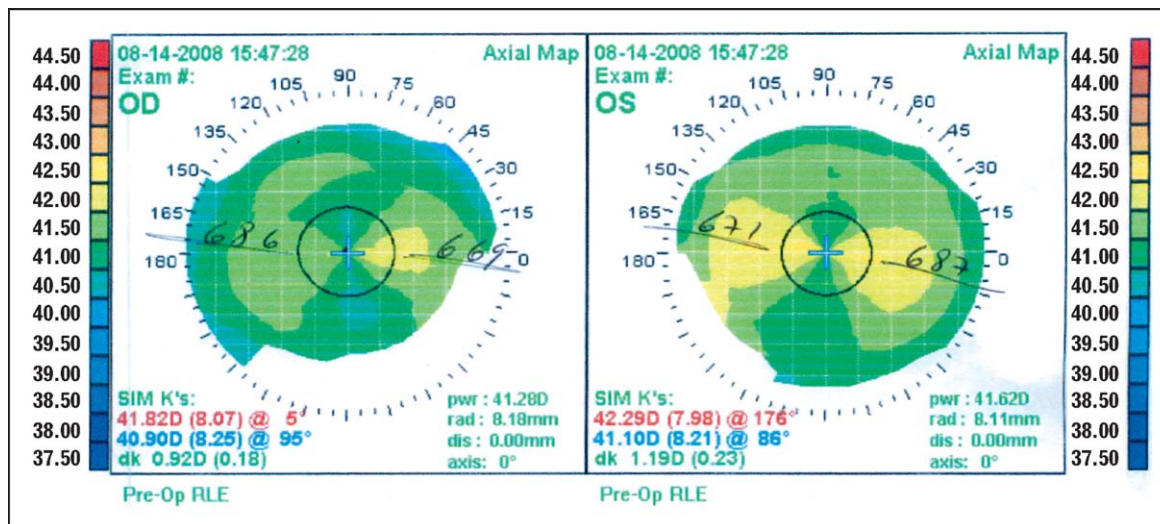 44.50
44.00
43.00
43.00
42.50
42.00
41.50
41.00
40.50
40.00
39.50
39.00
38.50
38.00
37.50
08-14-2008 15:47:28 Axial Map
Exam #:
OD
90
105 75
120 60
135 45
150 30
165 15
180 0
686 669
SIM K's:
41.82D (8.07) @ 5°
40.90D (8.25) @ 95°
dk 0.92D (0.18)
pwr : 41.28D
rad : 8.18mm
dis : 0.00mm
axis: 0°
Pre-Op RLE
08-14-2008 15:47:28 Axial Map
Exam #:
OS
90
105 75
120 60
135 45
150 30
165 15
180 0
671 687
SIM K's:
42.29D (7.98) @ 176°
41.10D (8.21) @ 86°
dk 1.19D (0.23)
pwr : 41.62D
rad : 8.11mm
dis : 0.00mm
axis: 0°
Pre-Op RLE
44.50
44.00
43.00
43.00
42.50
42.00
41.50
41.00
40.50
40.00
39.50
39.00
38.50
38.00
37.50